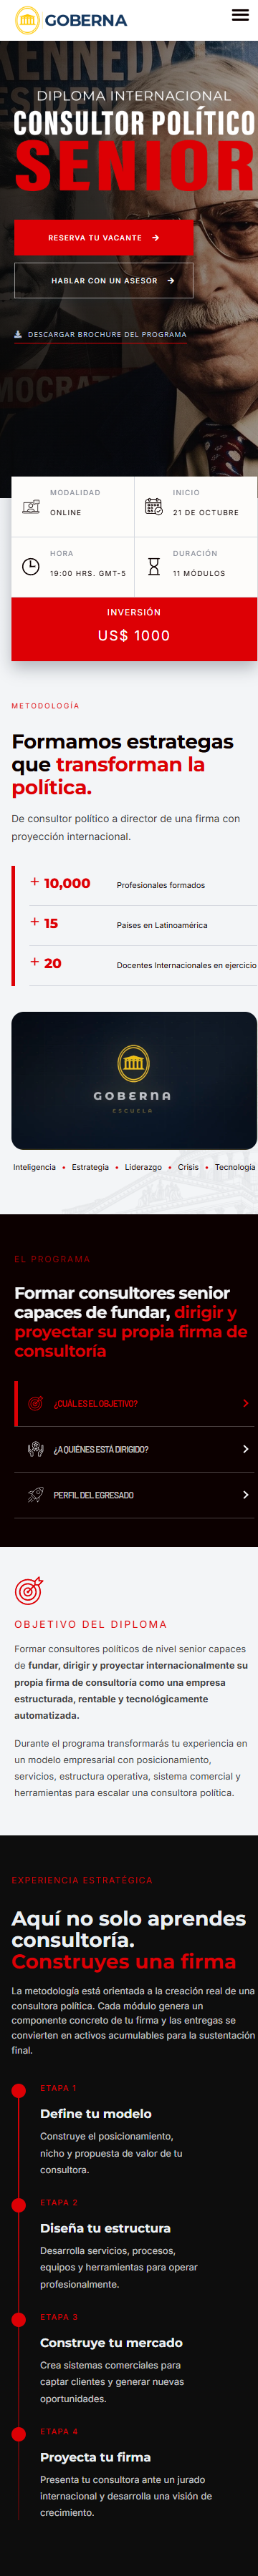 GOBERNA
KENNEDY
DIPLOMA INTERNACIONAL
CONSULTOR POLÍTICO
SENIOR
RESERVA TU VACANTE →
HABLAR CON UN ASESOR →
DESCARGAR BROCHURE DEL PROGRAMA
MODALIDAD
ONLINE
INICIO
21 DE OCTUBRE
HORA
19:00 HRS. GMT-5
DURACIÓN
11 MÓDULOS
INVERSIÓN
US$ 1000
METODOLOGÍA
Formamos estrategas
que transforman la
política.
De consultor político a director de una firma con
proyección internacional.
+ 10,000 Profesionales formados
+ 15 Países en Latinoamérica
+ 20 Docentes Internacionales en ejercicio
GOBERNA
ESCUELA
Inteligencia • Estrategia • Liderazgo • Crisis • Tecnología
EL PROGRAMA
Formar consultores senior
capaces de fundar, dirigir y
proyectar su propia firma de
consultoría
¿CUÁL ES EL OBJETIVO?
¿A QUIÉNES ESTÁ DIRIGIDO?
PERFIL DEL EGRESADO
OBJETIVO DEL DIPLOMA
Formar consultores políticos de nivel senior capaces
de fundar, dirigir y proyectar internacionalmente su
propia firma de consultoría como una empresa
estructurada, rentable y tecnológicamente
automatizada.
Durante el programa transformarás tu experiencia en
un modelo empresarial con posicionamiento,
servicios, estructura operativa, sistema comercial y
herramientas para escalar una consultora política.
EXPERIENCIA ESTRATÉGICA
Aquí no solo aprendes
consultoría.
Construyes una firma
La metodología está orientada a la creación real de una
consultora política. Cada módulo genera un
componente concreto de tu firma y las entregas se
convierten en activos acumulables para la sustentación
final.
ETAPA 1
Define tu modelo
Construye el posicionamiento,
nicho y propuesta de valor de tu
consultora.
ETAPA 2
Diseña tu estructura
Desarrolla servicios, procesos,
equipos y herramientas para operar
profesionalmente.
ETAPA 3
Construye tu mercado
Crea sistemas comerciales para
captar clientes y generar nuevas
oportunidades.
ETAPA 4
Proyecta tu firma
Presenta tu consultora ante un jurado
internacional y desarrolla una visión de
crecimiento.